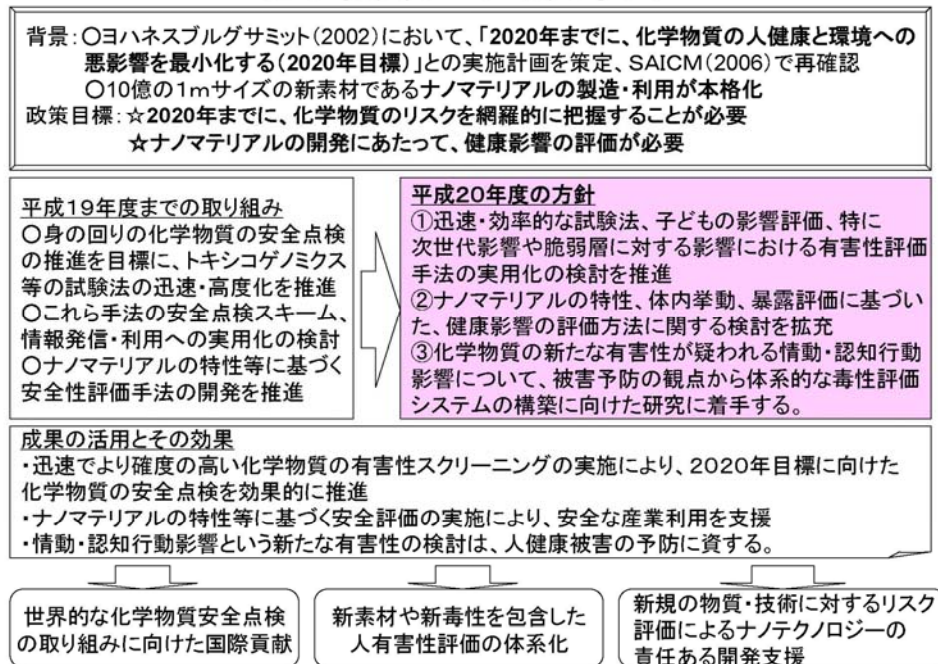 背景:○ヨハネスブルグサミット(2002)において、「2020年までに、化学物質の人健康と環境への
悪影響を最小化する(2020年目標)」との実施計画を策定、SAICM(2006)で再確認
○10億の1mサイズの新素材であるナノマテリアルの製造・利用が本格化
政策目標:☆2020年までに、化学物質のリスクを網羅的に把握することが必要
☆ナノマテリアルの開発にあたって、健康影響の評価が必要
平成19年度までの取り組み
○身の回りの化学物質の安全点検
の推進を目標に、トキシコゲノミクス
等の試験法の迅速・高度化を推進
○これら手法の安全点検スキーム、
情報発信・利用への実用化の検討
○ナノマテリアルの特性等に基づく
安全性評価手法の開発を推進
平成20年度の方針
①迅速・効率的な試験法、子どもの影響評価、特に
次世代影響や脆弱層に対する影響における有害性評価
手法の実用化の検討を推進
②ナノマテリアルの特性、体内挙動、暴露評価に基づい
た、健康影響の評価方法に関する検討を拡充
③化学物質の新たな有害性が疑われる情動・認知行動
影響について、被害予防の観点から体系的な毒性評価
システムの構築に向けた研究に着手する。
成果の活用とその効果
・迅速でより確度の高い化学物質の有害性スクリーニングの実施により、2020年目標に向けた
化学物質の安全点検を効果的に推進
・ナノマテリアルの特性等に基づく安全評価の実施により、安全な産業利用を支援
・情動・認知行動影響という新たな有害性の検討は、人健康被害の予防に資する。
世界的な化学物質安全点検
の取り組みに向けた国際貢献
新素材や新毒性を包含した
人有害性評価の体系化
新規の物質・技術に対するリスク
評価によるナノテクノロジーの
責任ある開発支援